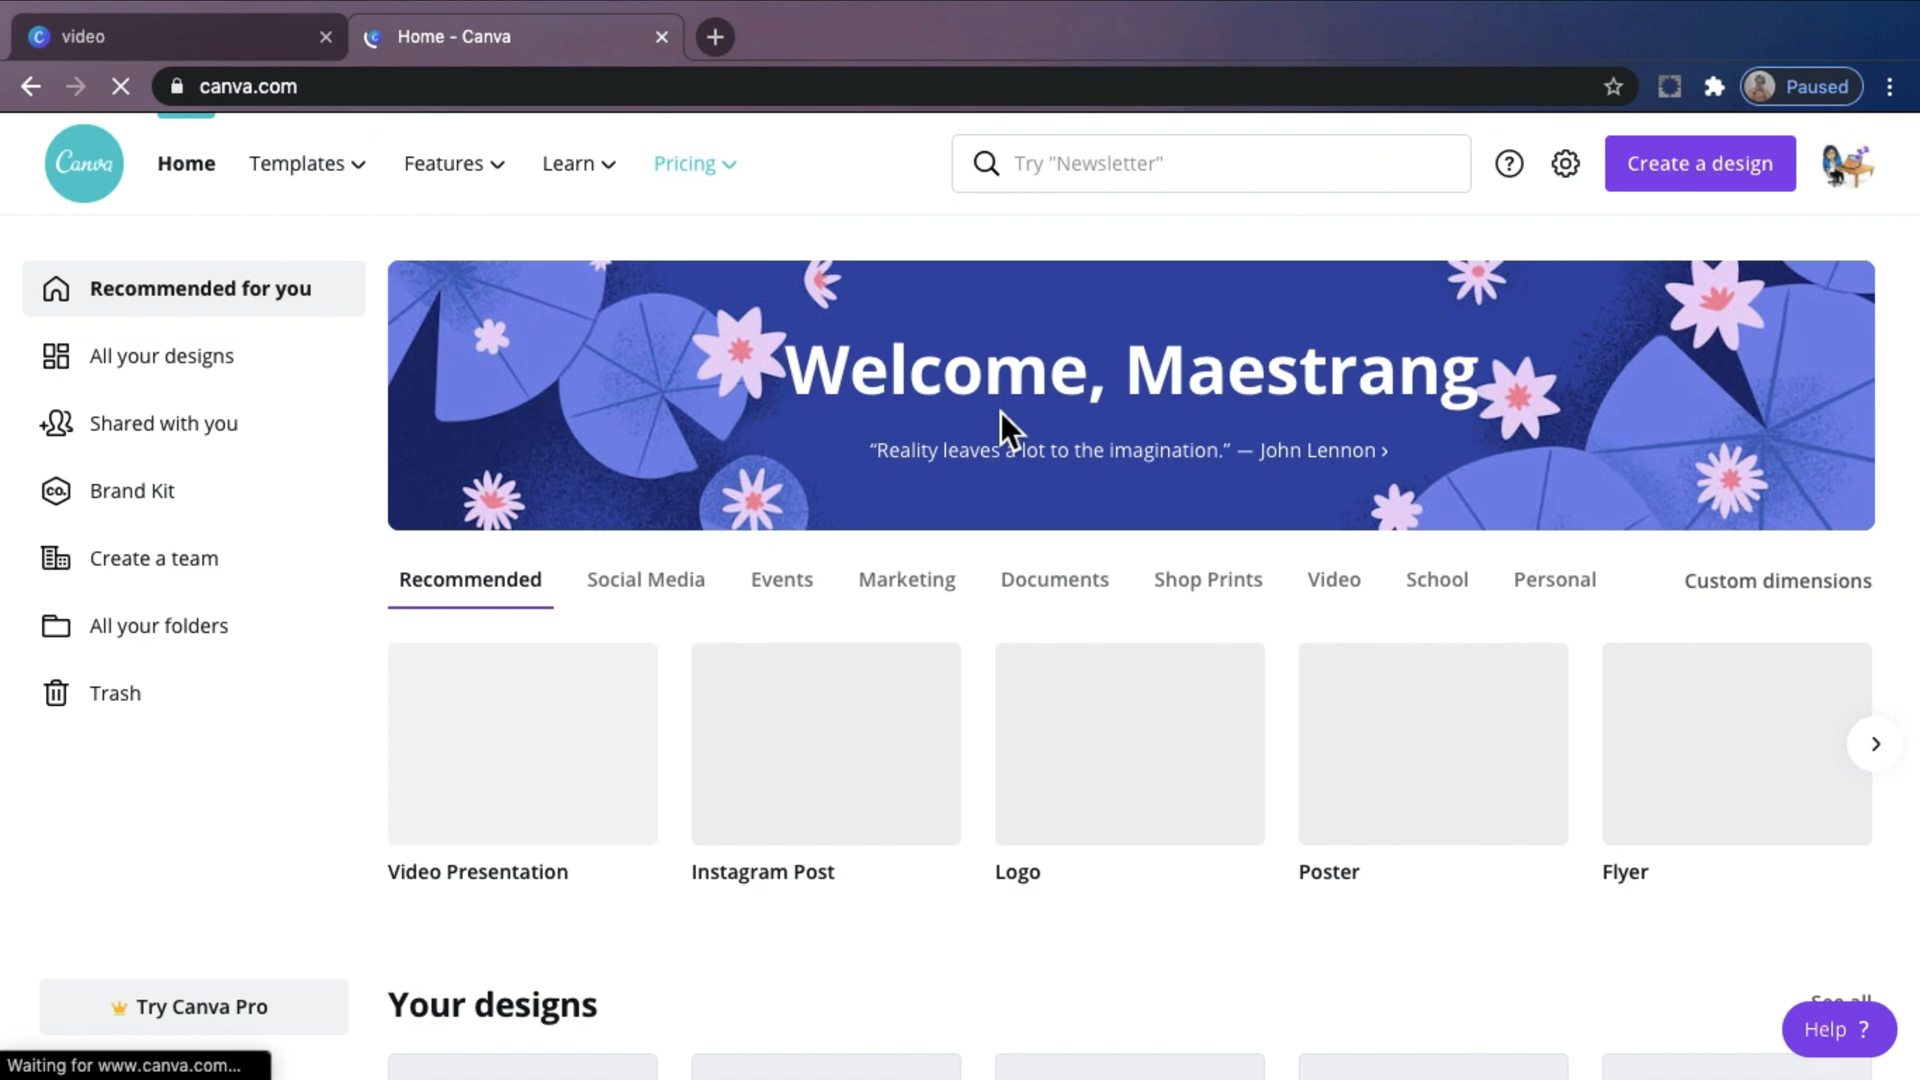 video
Home - Canva
canva.com
Paused
Canva
Home
Templates
Features
Learn
Pricing
Try "Newsletter"
Create a design
Recommended for you
All your designs
Shared with you
CO.
Brand Kit
Create a team
All your folders
Trash
Try Canva Pro
Welcome, Maestrang
“Reality leaves a lot to the imagination.” — John Lennon ›
Recommended
Social Media
Events
Marketing
Documents
Shop Prints
Video
School
Personal
Custom dimensions
Video Presentation
Instagram Post
Logo
Poster
Flyer
Your designs
See all
Help ?
Waiting for www.canva.com...